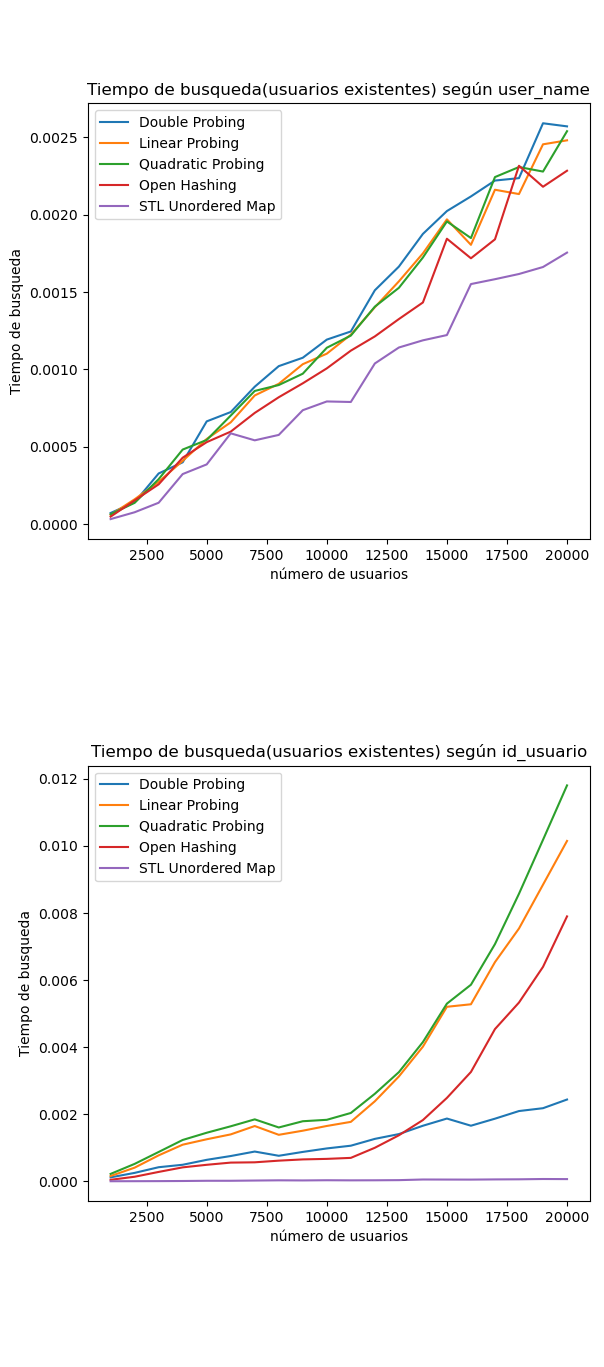 Tiempo de busqueda(usuarios existentes) según user_name
Double Probing
Linear Probing
Quadratic Probing
Open Hashing
STL Unordered Map
0.0025
0.0020
0.0015
0.0010
0.0005
0.0000
Tiempo de busqueda
2500 5000 7500 10000 12500 15000 17500 20000
número de usuarios
Tiempo de busqueda(usuarios existentes) según id_usuario
Double Probing
Linear Probing
Quadratic Probing
Open Hashing
STL Unordered Map
0.012
0.010
0.008
0.006
0.004
0.002
0.000
Tiempo de busqueda
2500 5000 7500 10000 12500 15000 17500 20000
número de usuarios